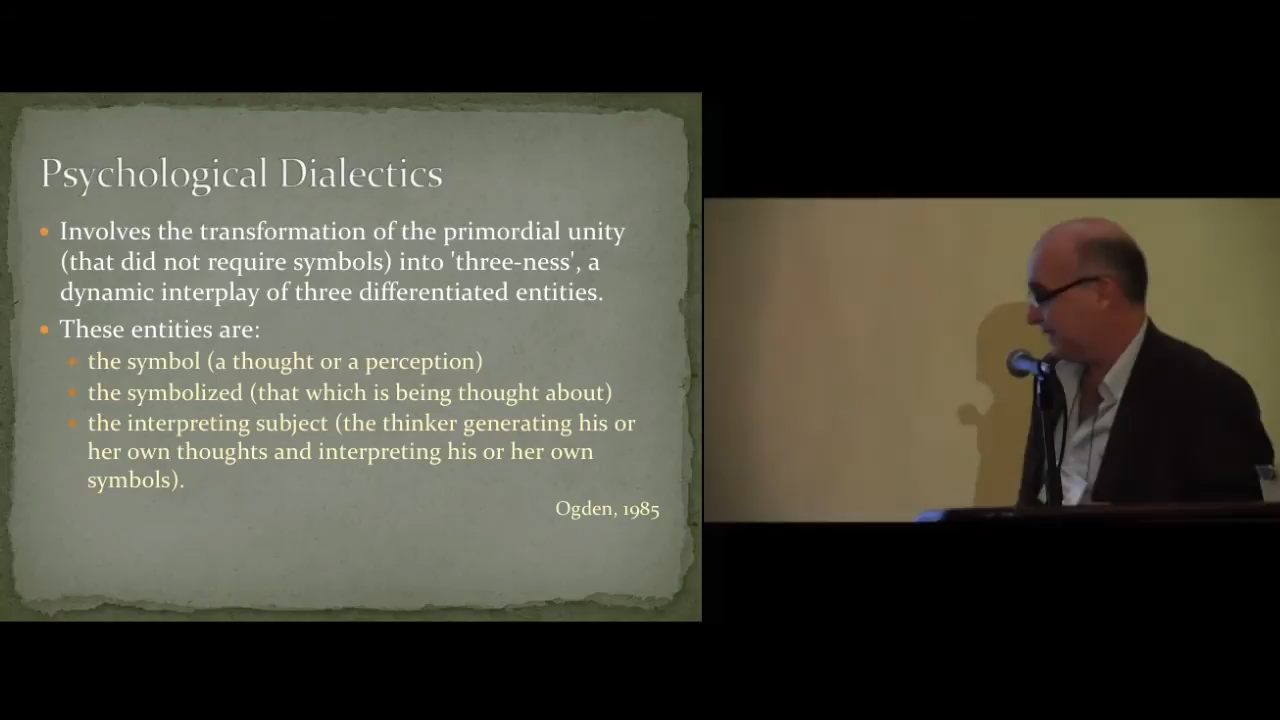 Psychological Dialectics
• Involves the transformation of the primordial unity
(that did not require symbols) into 'three-ness', a
dynamic interplay of three differentiated entities.
• These entities are:
• the symbol (a thought or a perception)
• the symbolized (that which is being thought about)
• the interpreting subject (the thinker generating his or
her own thoughts and interpreting his or her own
symbols).
Ogden, 1985